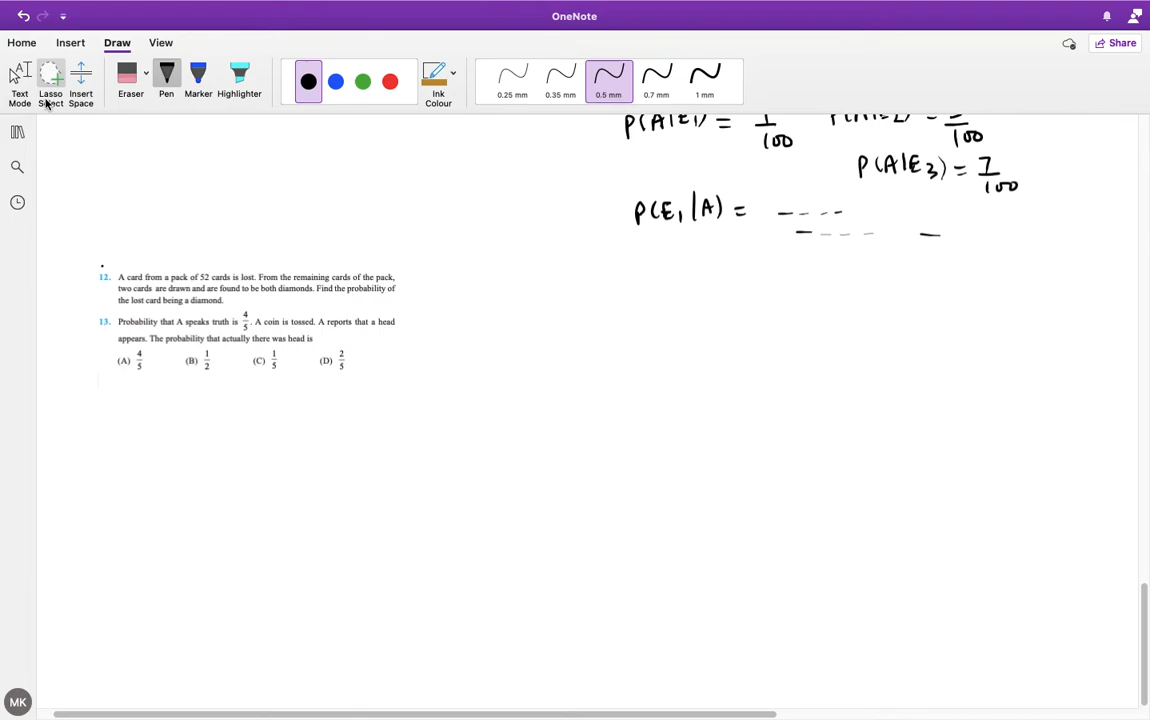 OneNote
Home Insert Draw View Share
Text Mode Lasso Select Insert Space Eraser Pen Marker Highlighter Ink Colour 0.25 mm 0.35 mm 0.5 mm 0.7 mm 1 mm
P(A|E1) = 1/100
P(A|E3) = 7/100
P(E1|A) =
12. A card from a pack of 52 cards is lost. From the remaining cards of the pack,
two cards are drawn and are found to be both diamonds. Find the probability of
the lost card being a diamond.
13. Probability that A speaks truth is 4/5. A coin is tossed. A reports that a head
appears. The probability that actually there was head is
(A) 4/5 (B) 1/2 (C) 1/5 (D) 2/5
MK